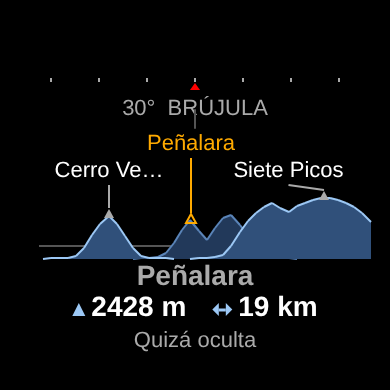 30° BRÚJULA
Peñalara
Cerro Ve…
Siete Picos
Peñalara
2428 m
19 km
Quizá oculta